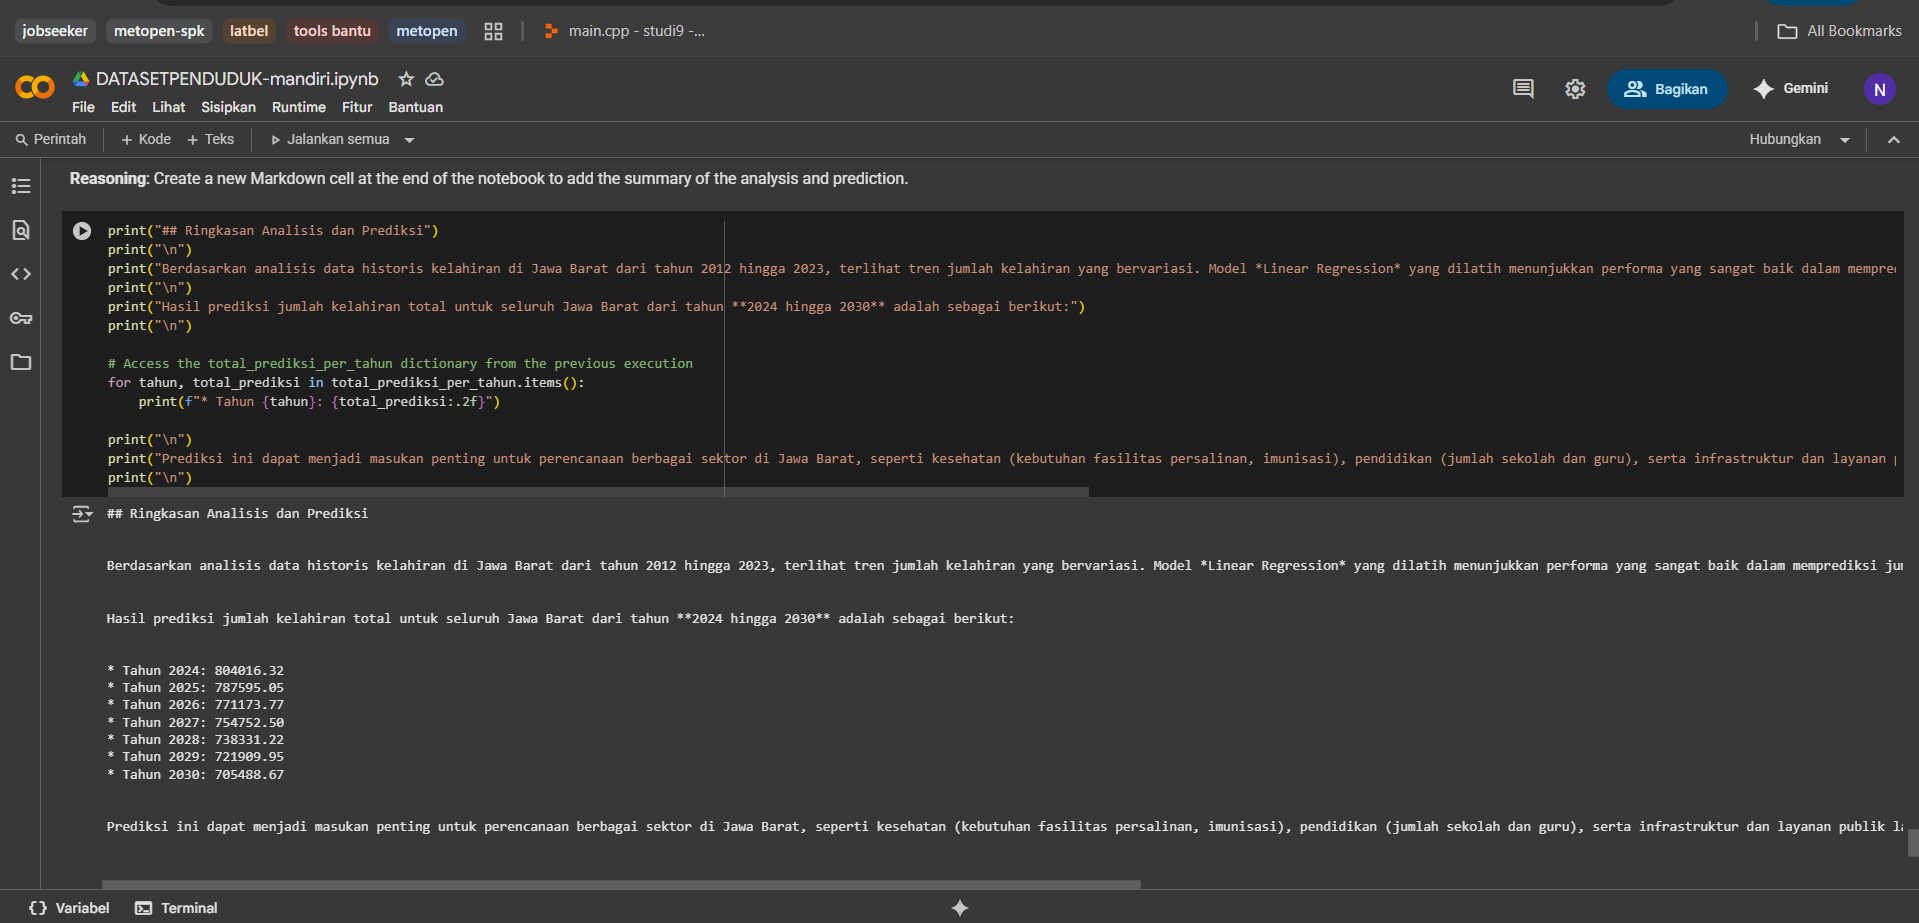 jobseeker metopen-spk latbel tools bantu metopen main.cpp - studi9 -... All Bookmarks
DATASETPENDUDUK-mandiri.ipynb
File Edit Lihat Sisipkan Runtime Fitur Bantuan Bagikan Gemini N
Perintah + Kode + Teks Jalankan semua Hubungkan
Reasoning: Create a new Markdown cell at the end of the notebook to add the summary of the analysis and prediction.
print("## Ringkasan Analisis dan Prediksi")
print("\n")
print("Berdasarkan analisis data historis kelahiran di Jawa Barat dari tahun 2012 hingga 2023, terlihat tren jumlah kelahiran yang bervariasi. Model *Linear Regression* yang dilatih menunjukkan performa yang sangat baik dalam mempre
print("\n")
print("Hasil prediksi jumlah kelahiran total untuk seluruh Jawa Barat dari tahun **2024 hingga 2030** adalah sebagai berikut:")
print("\n")
# Access the total_prediksi_per_tahun dictionary from the previous execution
for tahun, total_prediksi in total_prediksi_per_tahun.items():
print(f"* Tahun {tahun}: {total_prediksi:.2f}")
print("\n")
print("Prediksi ini dapat menjadi masukan penting untuk perencanaan berbagai sektor di Jawa Barat, seperti kesehatan (kebutuhan fasilitas persalinan, imunisasi), pendidikan (jumlah sekolah dan guru), serta infrastruktur dan layanan
print("\n")
## Ringkasan Analisis dan Prediksi
Berdasarkan analisis data historis kelahiran di Jawa Barat dari tahun 2012 hingga 2023, terlihat tren jumlah kelahiran yang bervariasi. Model *Linear Regression* yang dilatih menunjukkan performa yang sangat baik dalam memprediksi ju
Hasil prediksi jumlah kelahiran total untuk seluruh Jawa Barat dari tahun **2024 hingga 2030** adalah sebagai berikut:
* Tahun 2024: 804016.32
* Tahun 2025: 787595.05
* Tahun 2026: 771173.77
* Tahun 2027: 754752.50
* Tahun 2028: 738331.22
* Tahun 2029: 721909.95
* Tahun 2030: 705488.67
Prediksi ini dapat menjadi masukan penting untuk perencanaan berbagai sektor di Jawa Barat, seperti kesehatan (kebutuhan fasilitas persalinan, imunisasi), pendidikan (jumlah sekolah dan guru), serta infrastruktur dan layanan publik l
Variabel Terminal